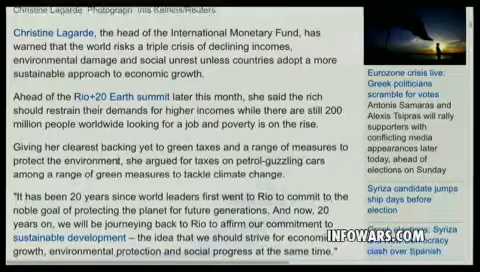 Christine Lagarde Photograph
Christine Lagarde, the head of the International Monetary Fund, has
warned that the world risks a triple crisis of declining incomes,
environmental damage and social unrest unless countries adopt a more
sustainable approach to economic growth.
Ahead of the Rio+20 Earth summit later this month, she said the rich
should restrain their demands for higher incomes while there are still 200
million people worldwide looking for a job and poverty is on the rise.
Giving her clearest backing yet to green taxes and a range of measures to
protect the environment, she argued for taxes on petrol-guzzling cars
among a range of green measures to tackle climate change.
"It has been 20 years since world leaders first went to Rio to commit to the
noble goal of protecting the planet for future generations. And now, 20
years on, we will be journeying back to Rio to affirm our commitment to
sustainable development – the idea that we should strive for economic
growth, environmental protection and social progress at the same time."
Eurozone crisis live:
Greek politicians
scramble for votes
Antonis Samaras and
Alexis Tsipras will rally
supporters with
conflicting media
appearances later
today, ahead of
elections on Sunday
Syriza candidate jumps
ship days before
election
Greek elections: Syriza
democracy
clash over Spanish
INFOWARS.COM